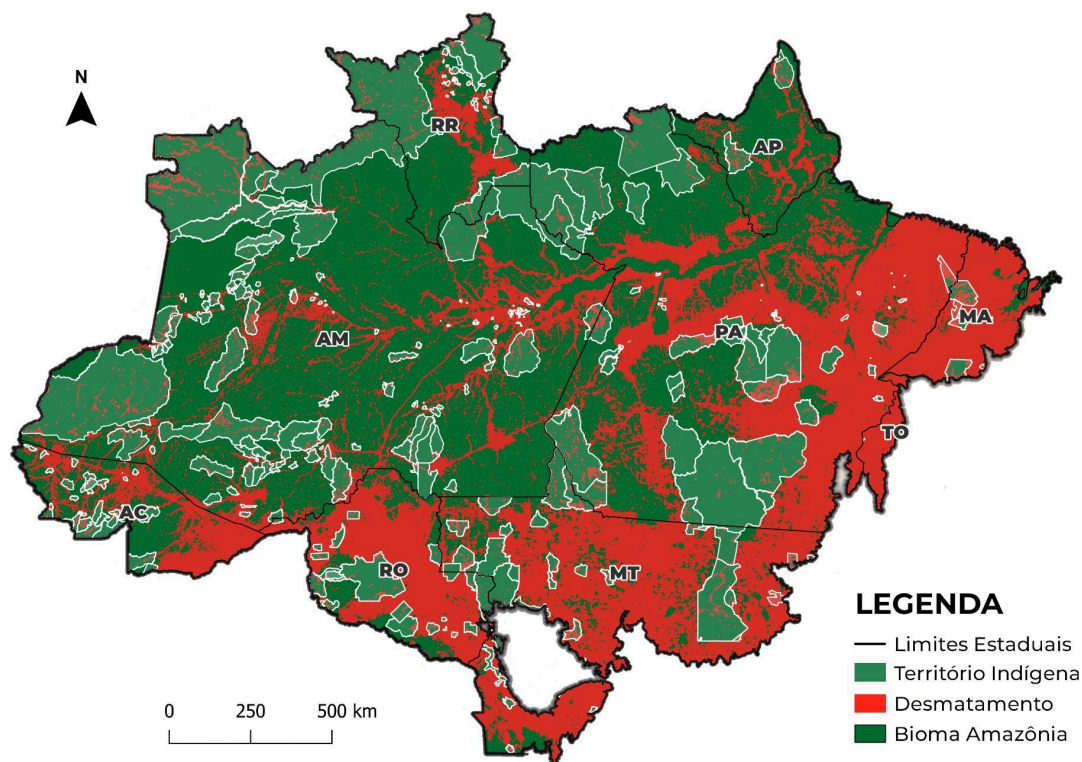 N
RR
AP
AM
PA
MA
TO
AC
RO
MT
LEGENDA
Limites Estaduais
Território Indígena
Desmatamento
Bioma Amazônia
0 250 500 km